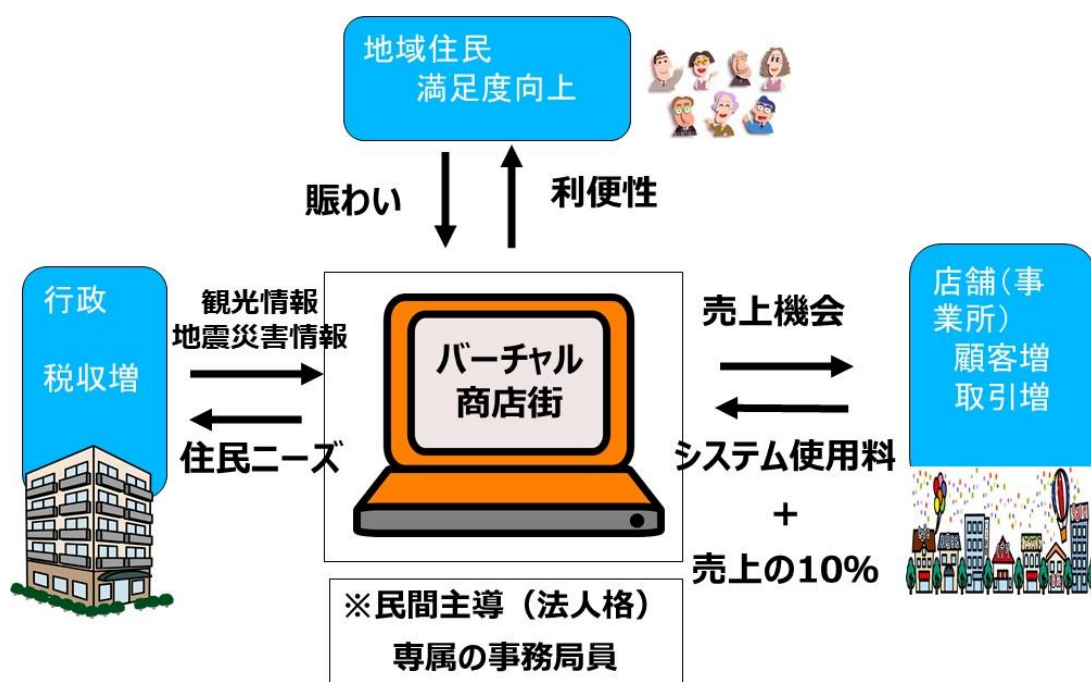 地域住民
満足度向上
賑わい
利便性
行政
税収増
観光情報
地震災害情報
住民ニーズ
バーチャル
商店街
売上機会
システム使用料
+
売上の10%
店舗(事
業所)
顧客増
取引増
※民間主導（法人格）
専属の事務局員